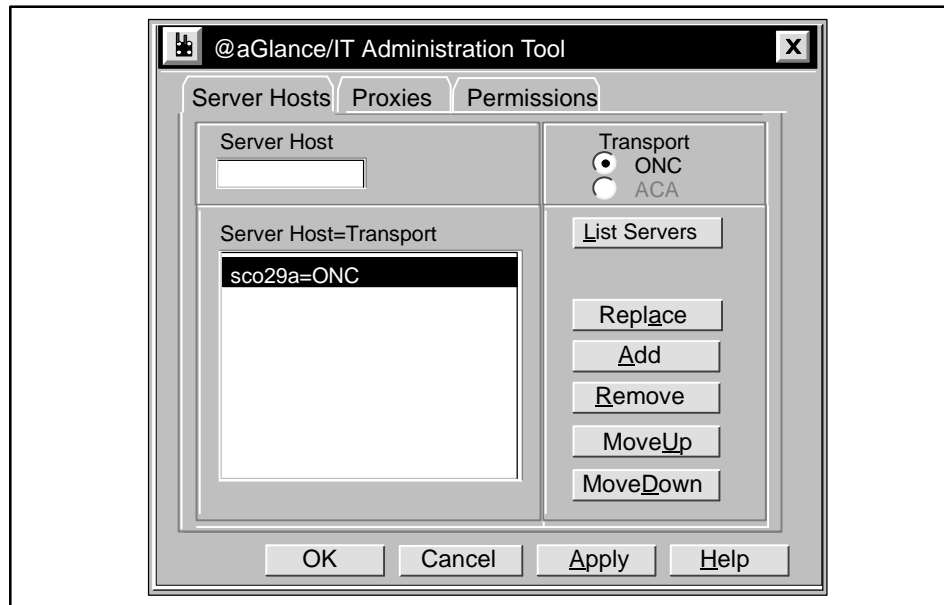 @aGlance/IT Administration Tool
X
Server Hosts
Proxies
Permissions
Server Host
Transport
ONC
ACA
Server Host=Transport
sco29a=ONC
List Servers
Replace
Add
Remove
MoveUp
MoveDown
OK
Cancel
Apply
Help